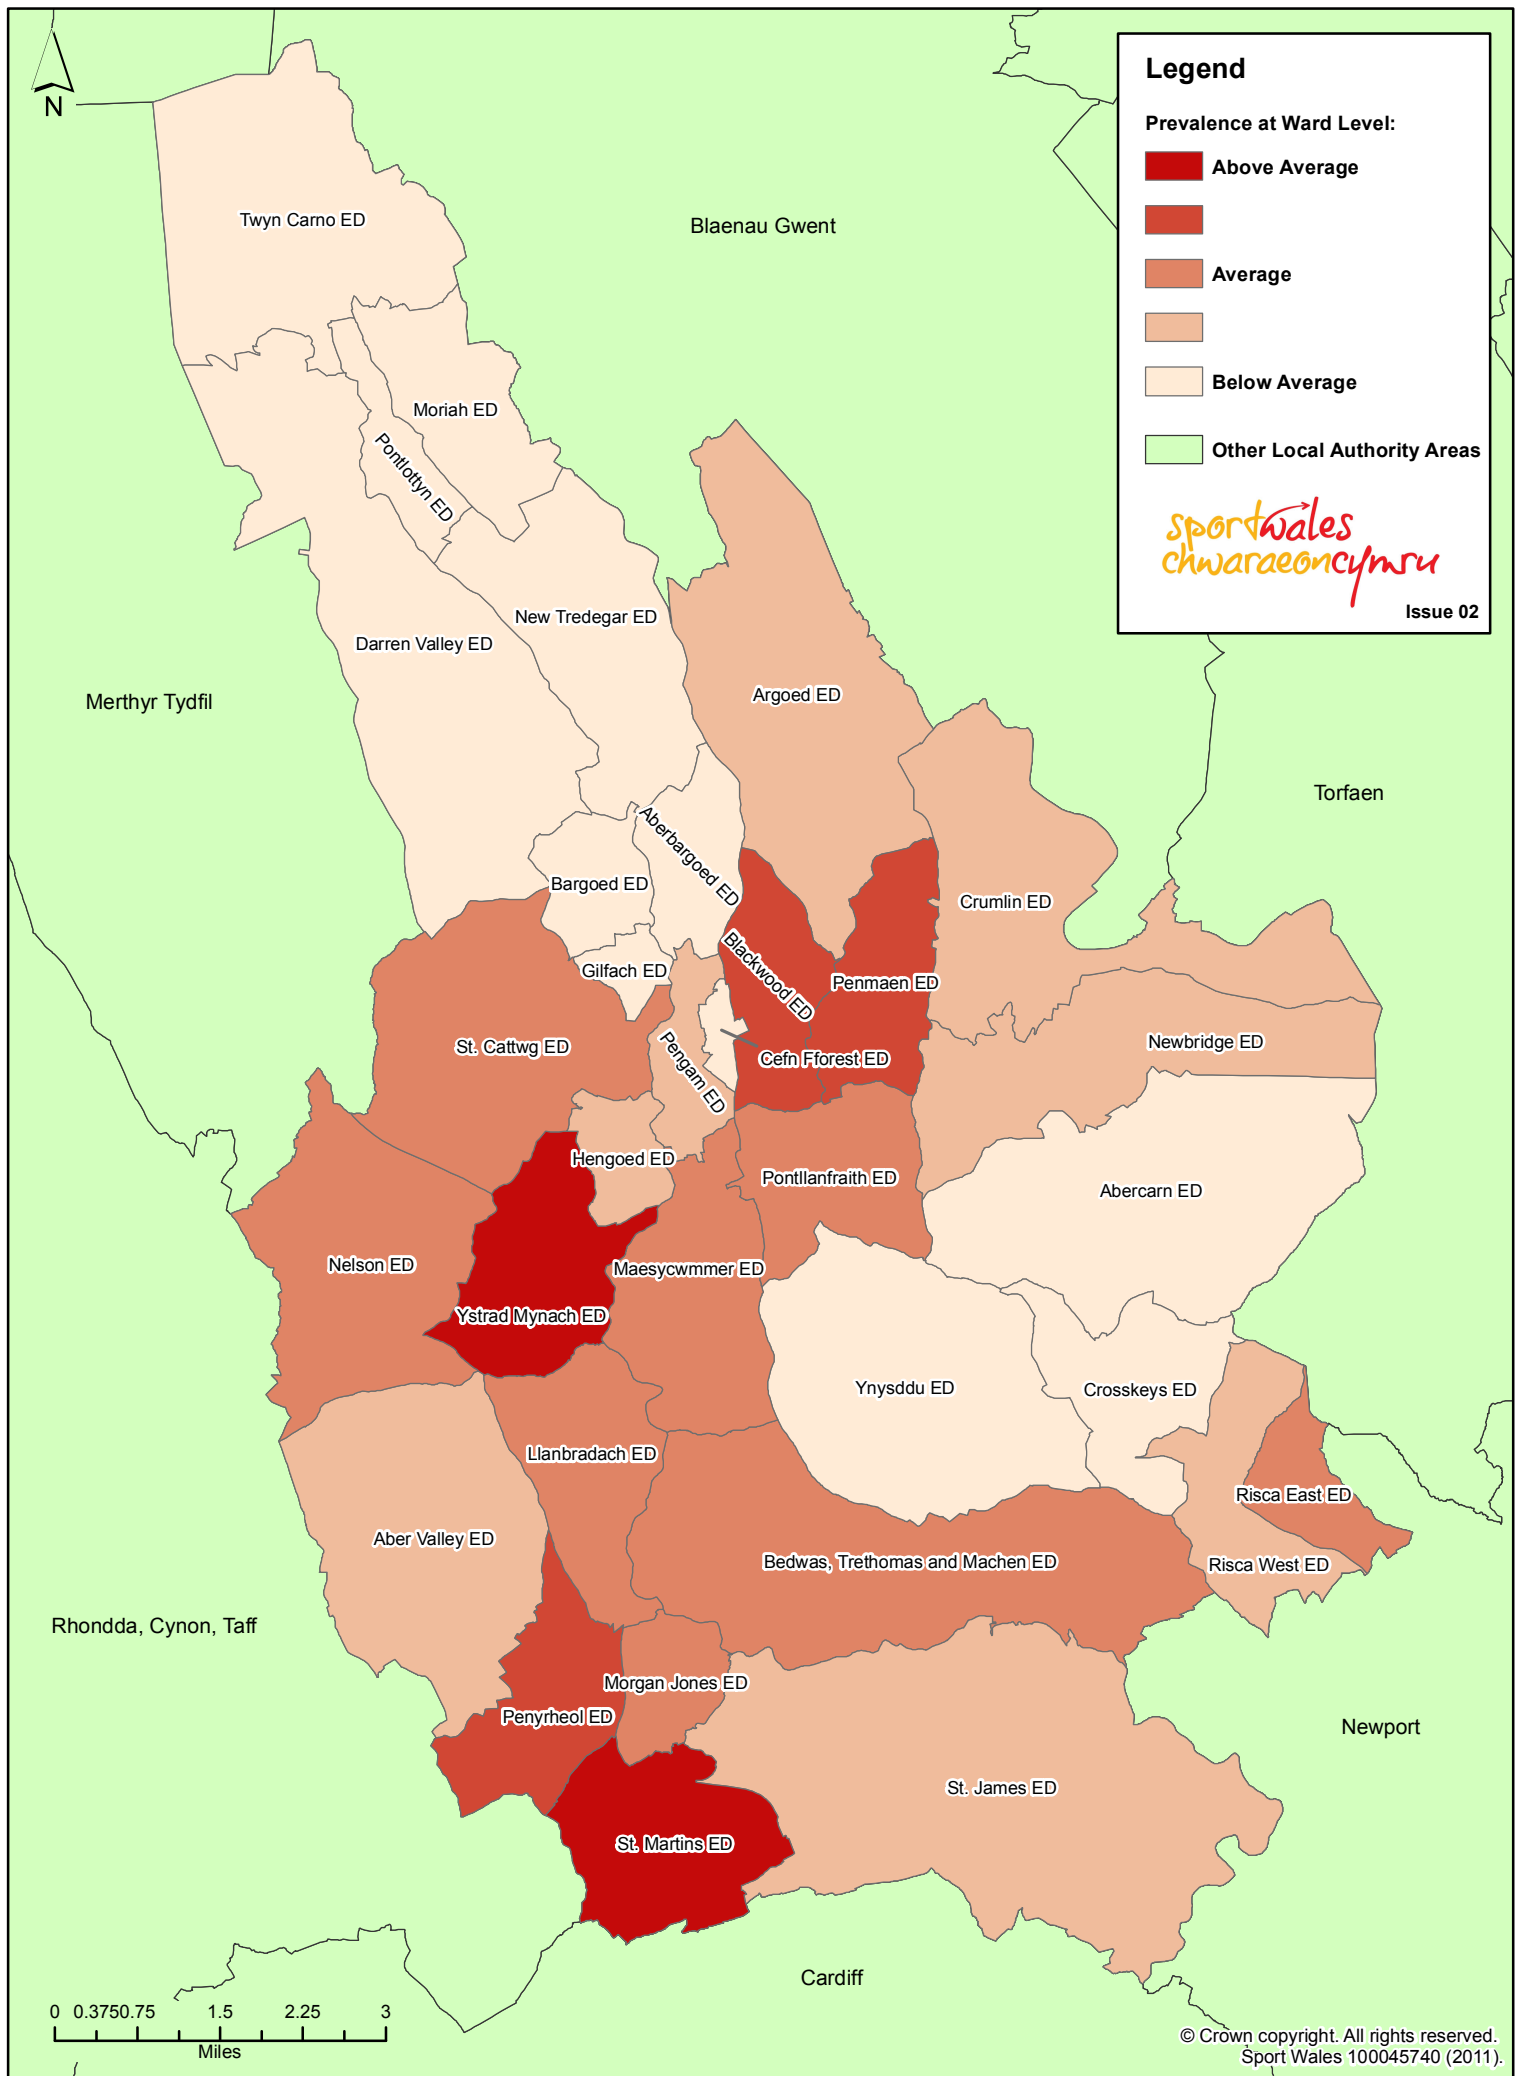 N
Legend
Prevalence at Ward Level:
Above Average
Average
Below Average
Other Local Authority Areas
sportwales
chwaraeoncymru
Issue 02
Twyn Carno ED
Blaenau Gwent
Moriah ED
Pontlottyn ED
New Tredegar ED
Darren Valley ED
Merthyr Tydfil
Argoed ED
Torfaen
Aberbargoed ED
Bargoed ED
Crumlin ED
Gilfach ED
Blackwood ED
Penmaen ED
St. Cattwg ED
Newbridge ED
Cefn Fforest ED
Pengam ED
Hengoed ED
Pontllanfraith ED
Abercarn ED
Nelson ED
Maesycwmmer ED
Ystrad Mynach ED
Ynysddu ED
Crosskeys ED
Llanbradach ED
Risca East ED
Aber Valley ED
Bedwas, Trethomas and Machen ED
Risca West ED
Rhondda, Cynon, Taff
Morgan Jones ED
Penyrheol ED
Newport
St. James ED
St. Martins ED
Cardiff
0 0.3750.75 1.5 2.25 3
Miles
© Crown copyright. All rights reserved.
Sport Wales 100045740 (2011).